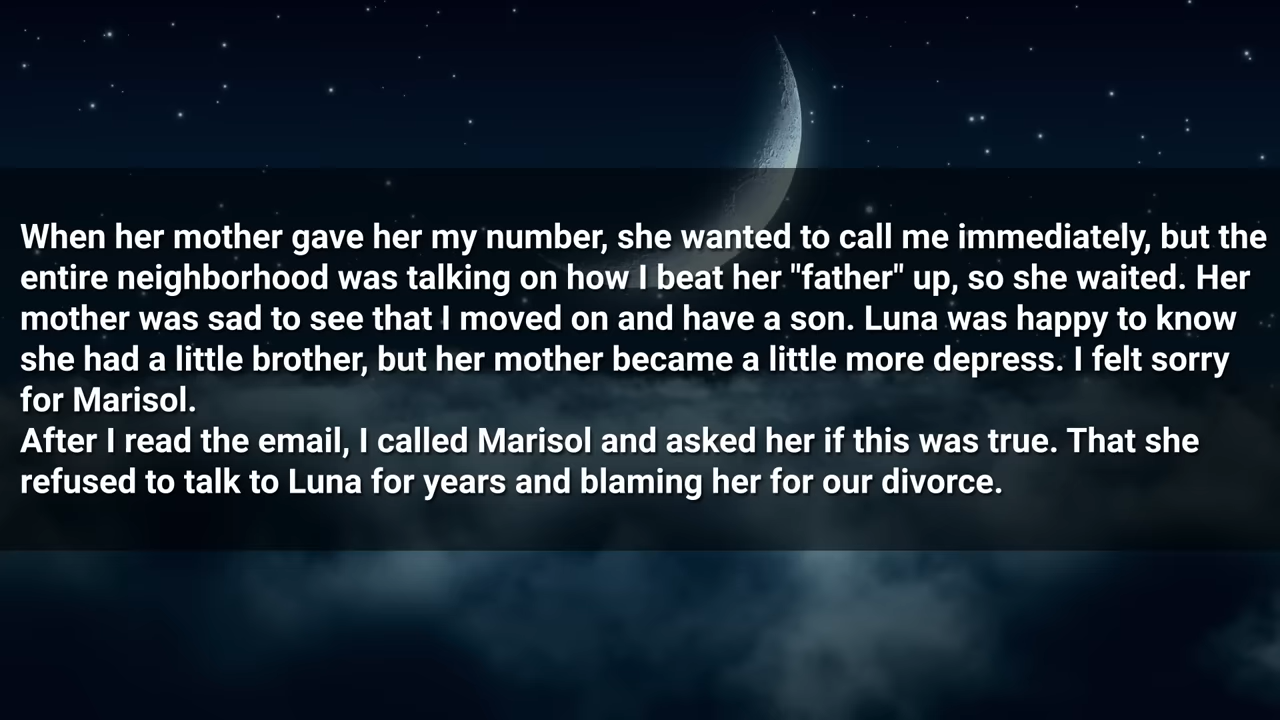 When her mother gave her my number, she wanted to call me immediately, but the
entire neighborhood was talking on how I beat her "father" up, so she waited. Her
mother was sad to see that I moved on and have a son. Luna was happy to know
she had a little brother, but her mother became a little more depress. I felt sorry
for Marisol.
After I read the email, I called Marisol and asked her if this was true. That she
refused to talk to Luna for years and blaming her for our divorce.